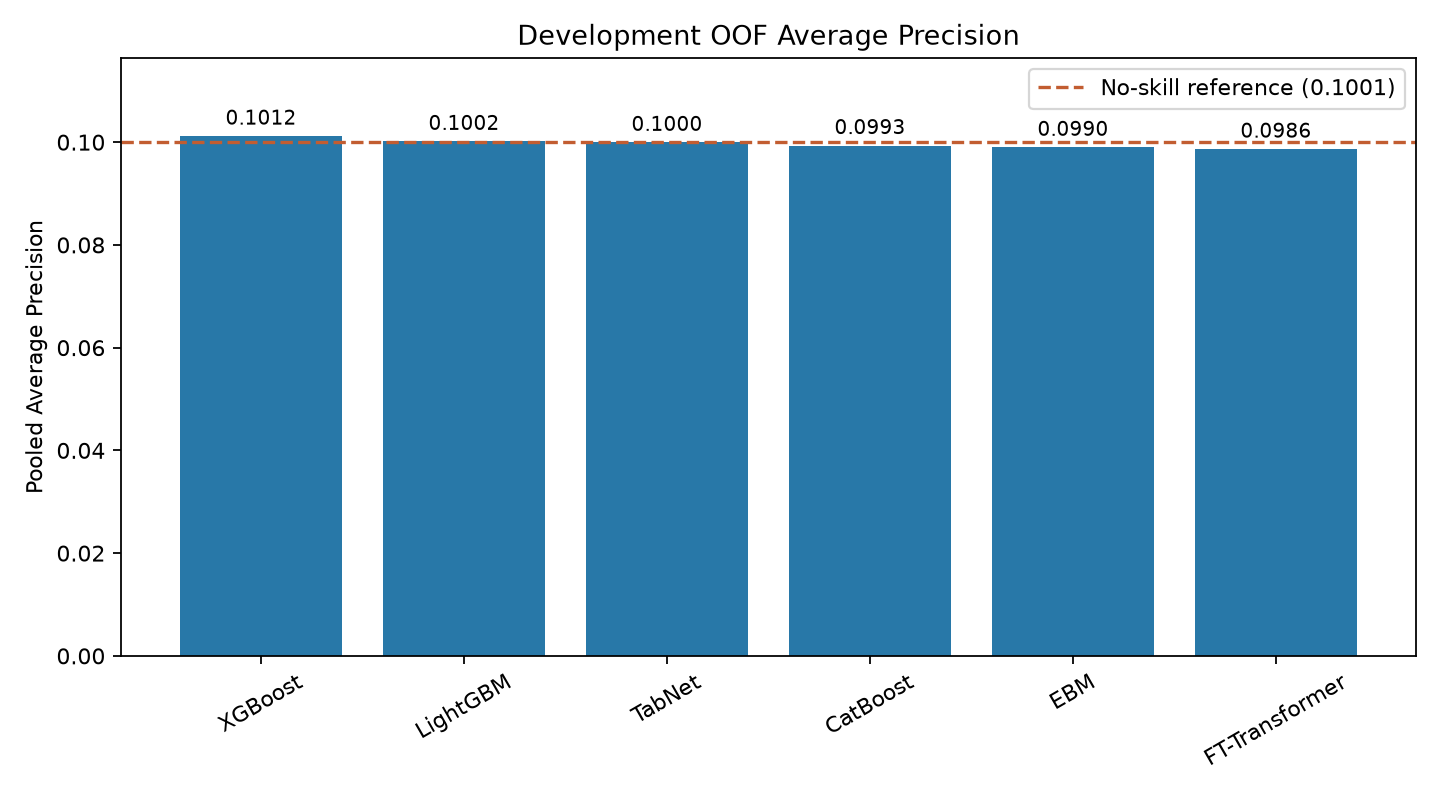 Development OOF Average Precision
No-skill reference (0.1001)
Pooled Average Precision
0.10
0.08
0.06
0.04
0.02
0.00
0.1012
0.1002
0.1000
0.0993
0.0990
0.0986
XGBoost
LightGBM
TabNet
CatBoost
EBM
FT-Transformer